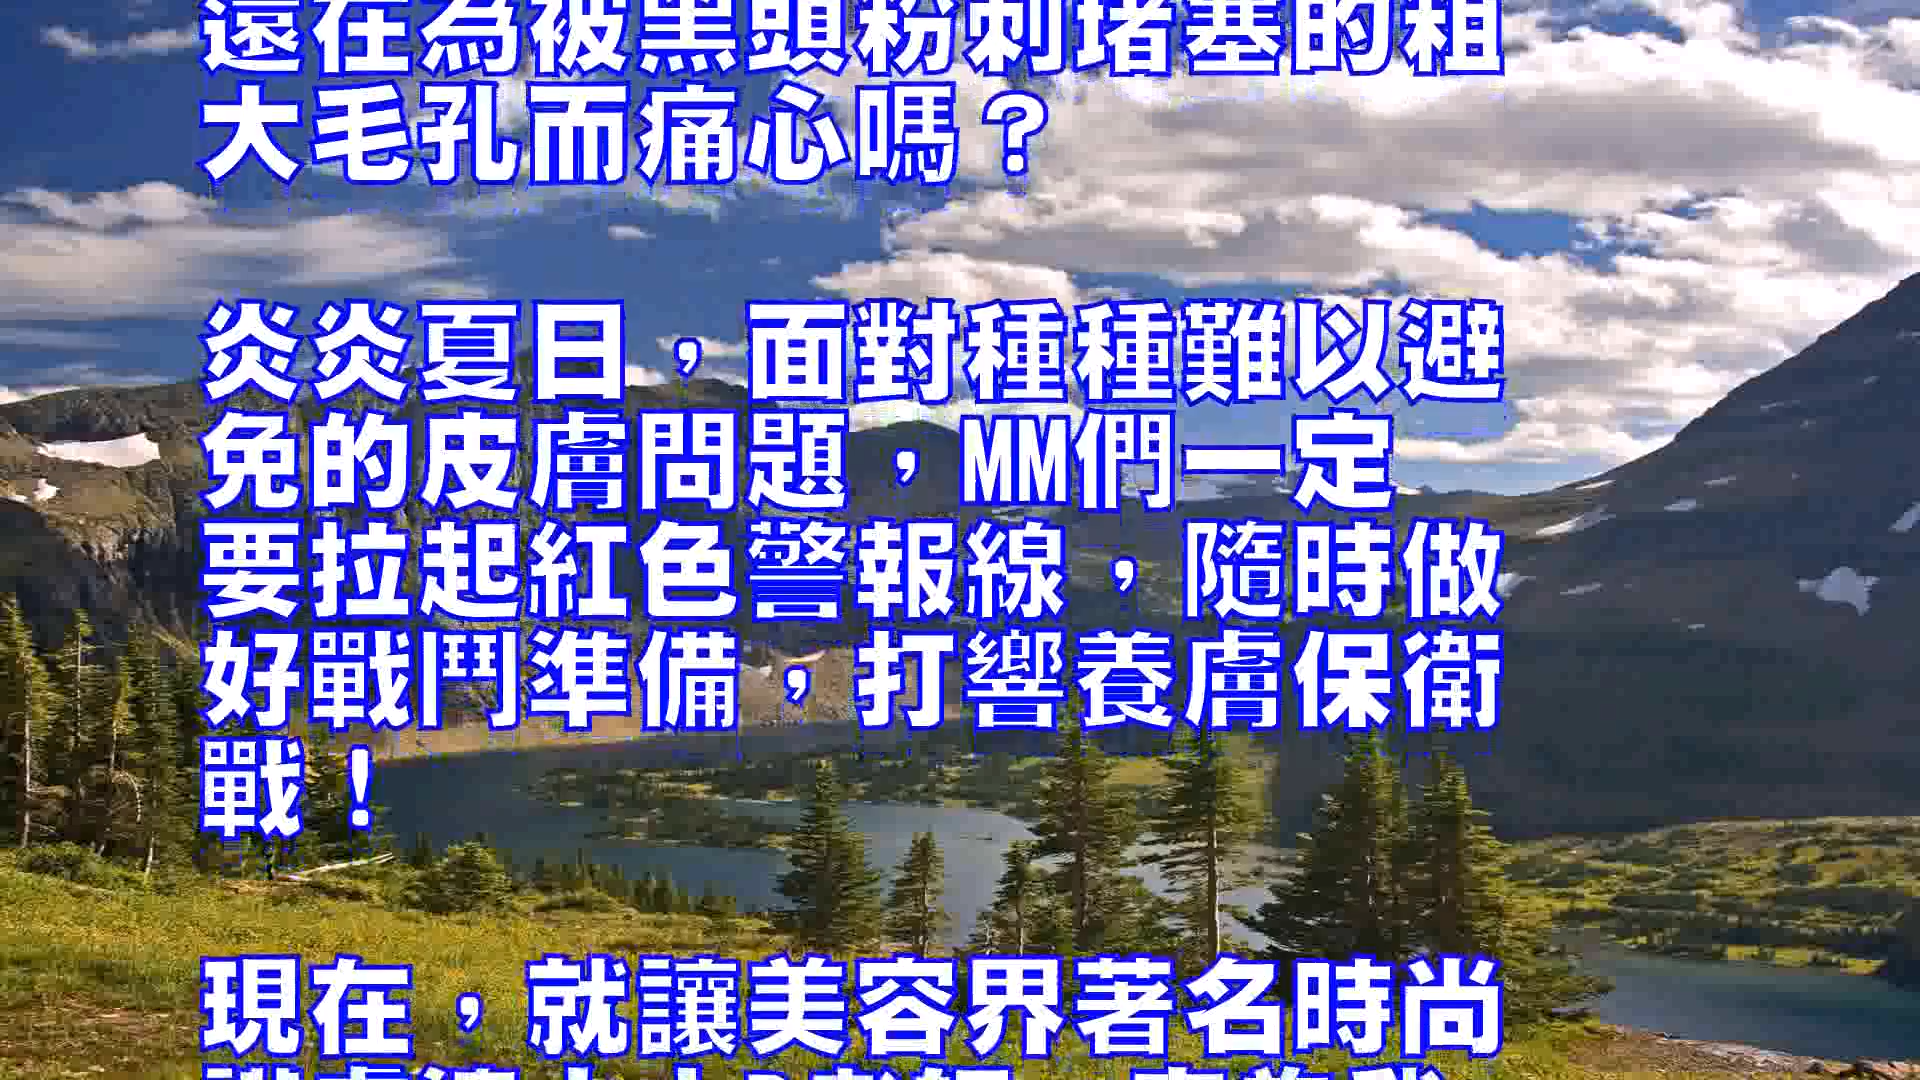 還在為被黑頭粉刺堵塞的粗
大毛孔而痛心嗎？
炎炎夏日，面對種種難以避
免的皮膚問題，MM們一定
要拉起紅色警報線，隨時做
好戰鬥準備，打響養膚保衛
戰！
現在，就讓美容界著名時尚